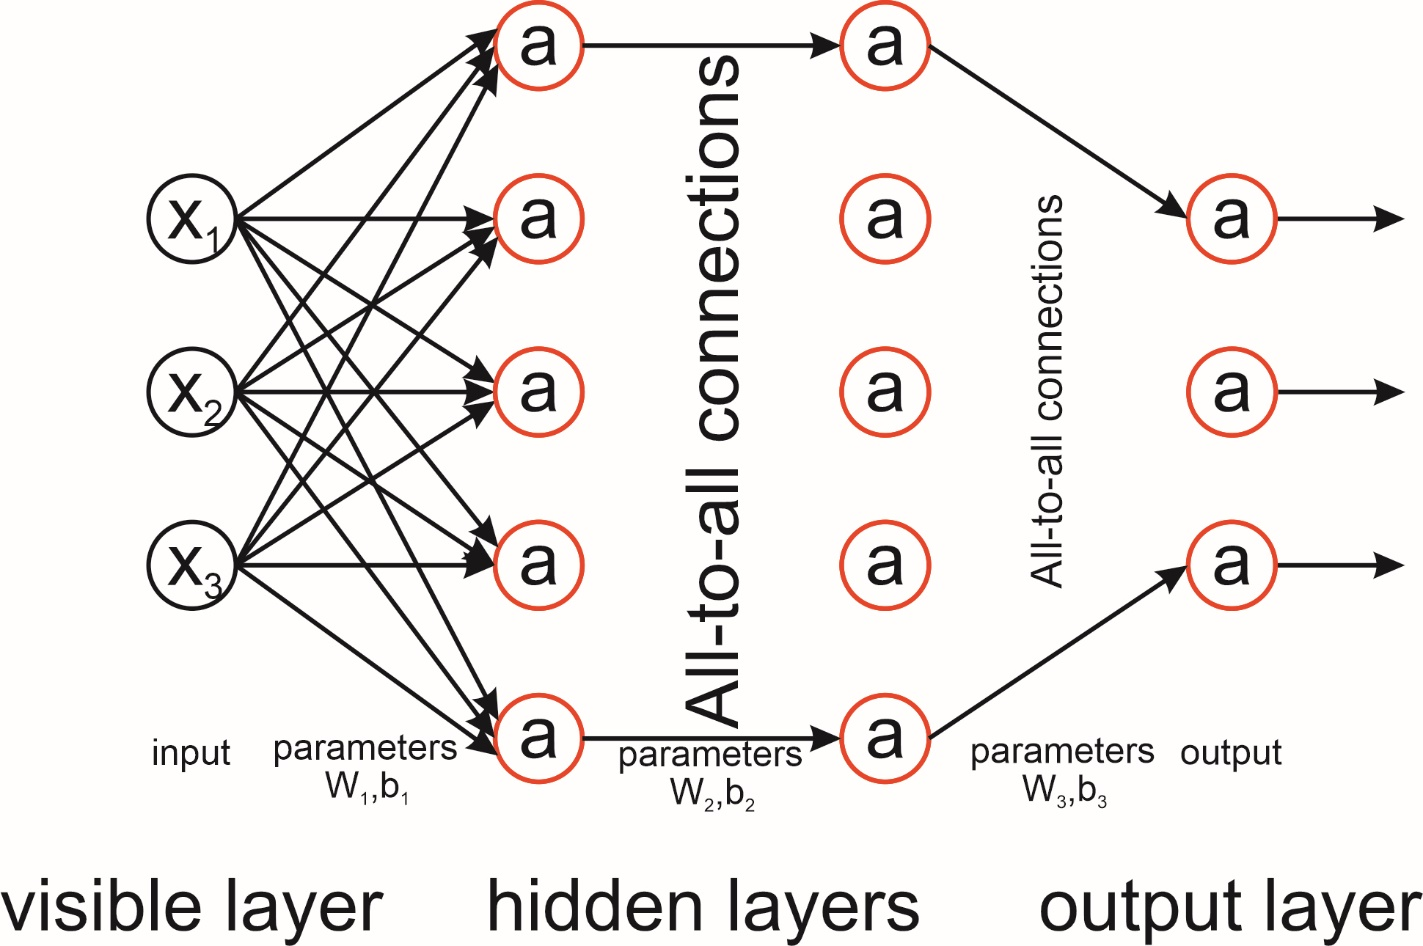 a
a
x1
a
a
a
x2
a
a
a
x3
a
a
a
a
a
All-to-all connections
All-to-all connections
input
parameters
W1,b1
parameters
W2,b2
parameters
W3,b3
output
visible layer
hidden layers
output layer